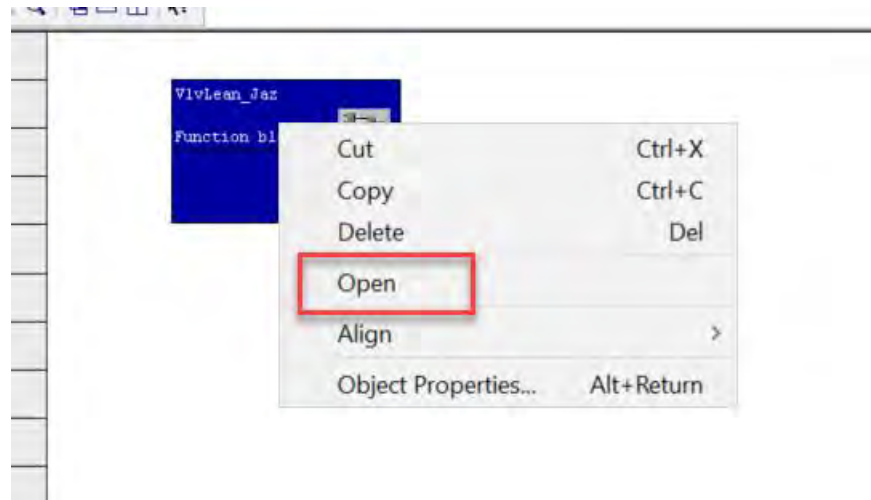 VlvLean_Jaz
Function bl
Cut Ctrl+X
Copy Ctrl+C
Delete Del
Open
Align >
Object Properties... Alt+Return